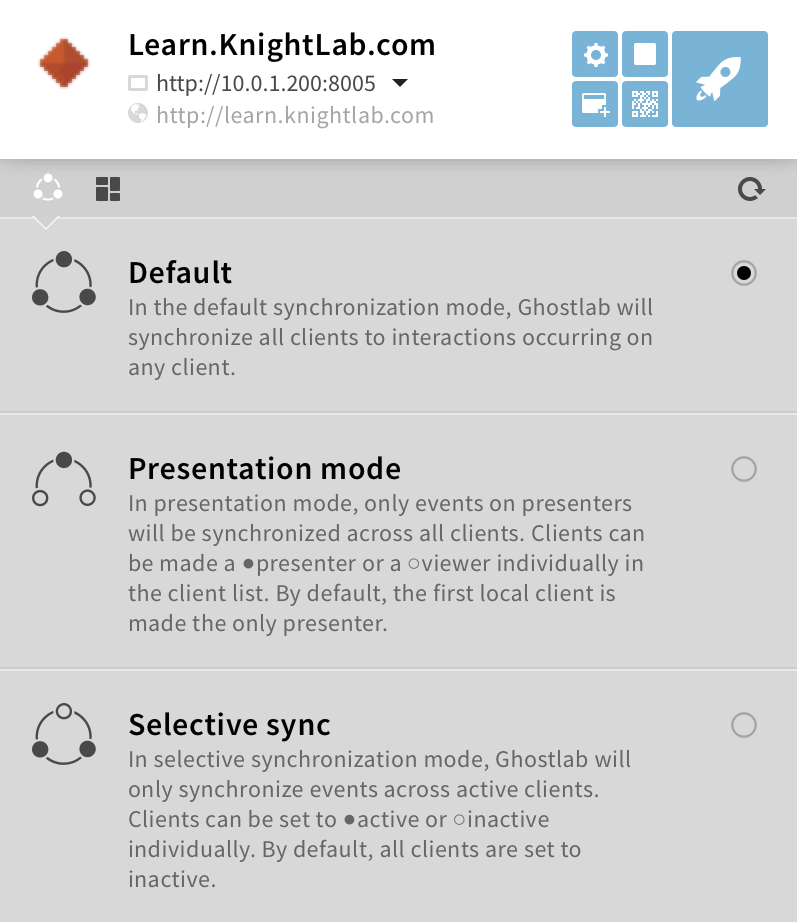 Learn.KnightLab.com
http://10.0.1.200:8005
http://learn.knightlab.com
Default
In the default synchronization mode, Ghostlab will
synchronize all clients to interactions occurring on
any client.
Presentation mode
In presentation mode, only events on presenters
will be synchronized across all clients. Clients can
be made a ●presenter or a ○viewer individually in
the client list. By default, the first local client is
made the only presenter.
Selective sync
In selective synchronization mode, Ghostlab will
only synchronize events across active clients.
Clients can be set to ●active or ○inactive
individually. By default, all clients are set to
inactive.